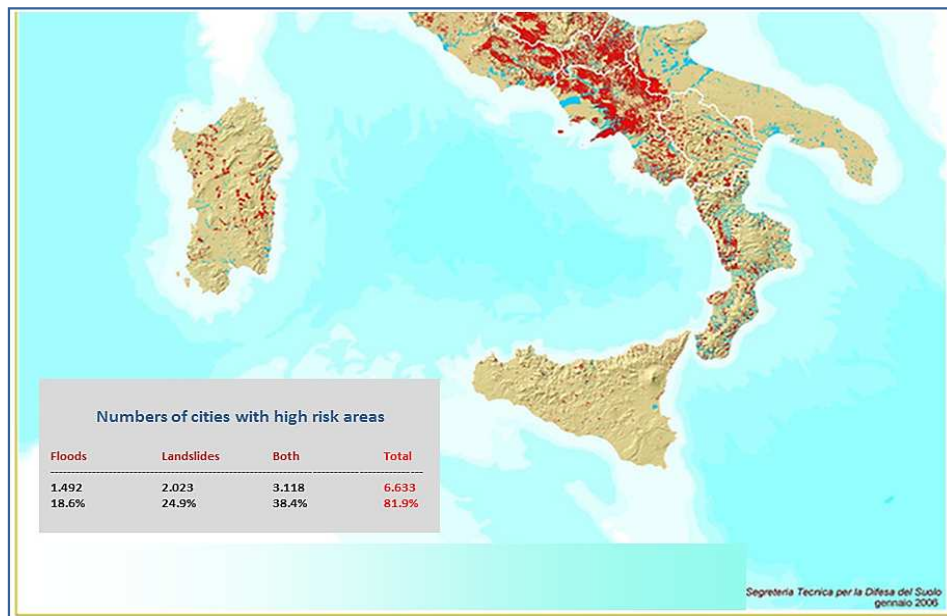 Numbers of cities with high risk areas
Floods Landslides Both Total
1.492 2.023 3.118 6.633
18.6% 24.9% 38.4% 81.9%
Segreteria Tecnica per la Difesa del Suolo
gennaio 2006